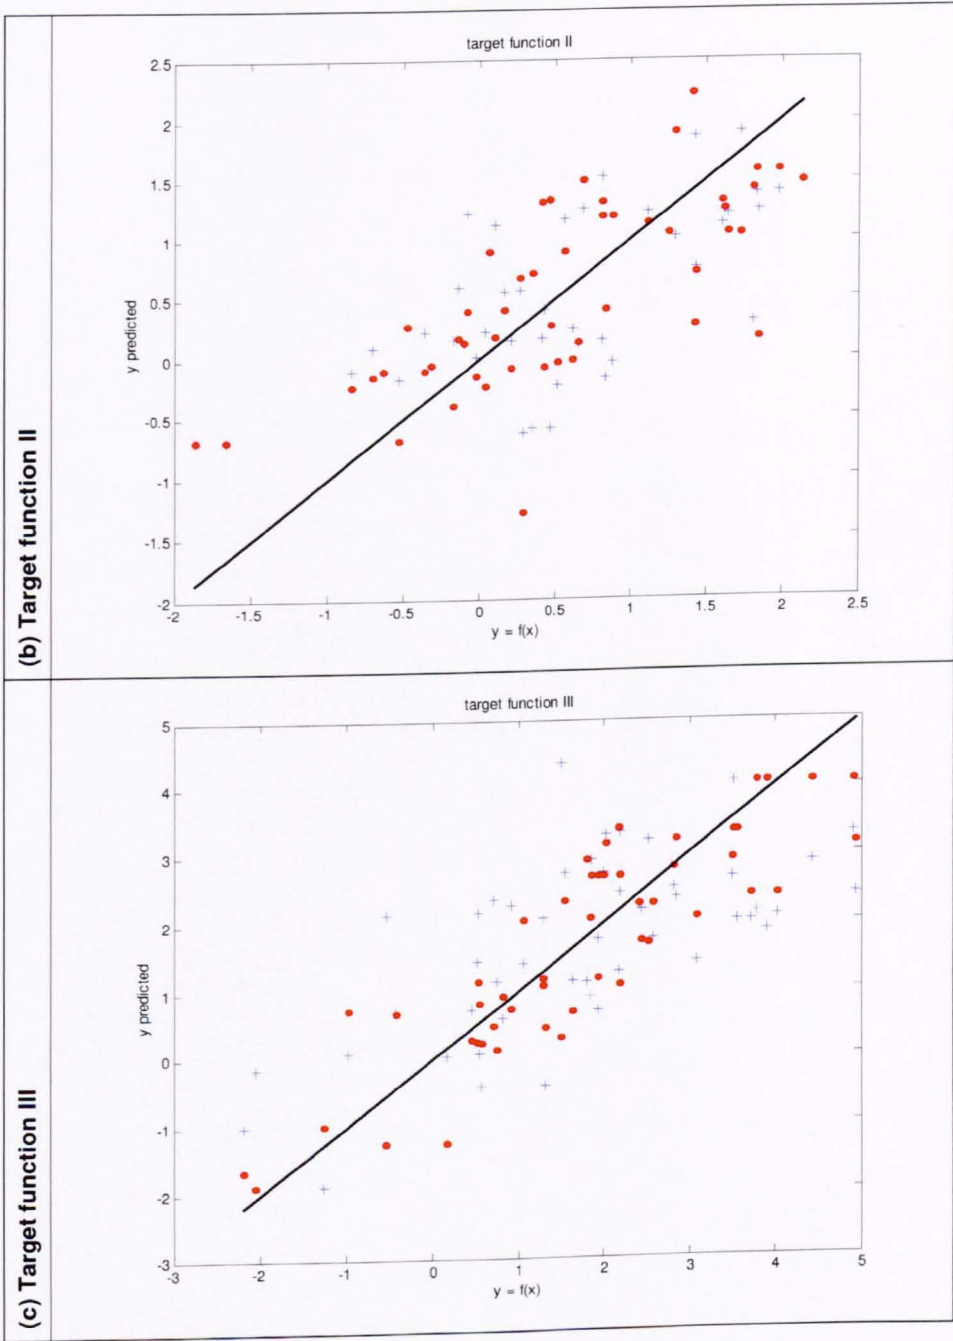 (b) Target function II
target function II
2.5
2
1.5
1
0.5
0
-0.5
-1
-1.5
-2
y predicted
-2 -1.5 -1 -0.5 0 0.5 1 1.5 2 2.5
y = f(x)
(c) Target function III
target function III
5
4
3
2
1
0
-1
-2
-3
y predicted
-3 -2 -1 0 1 2 3 4 5
y = f(x)